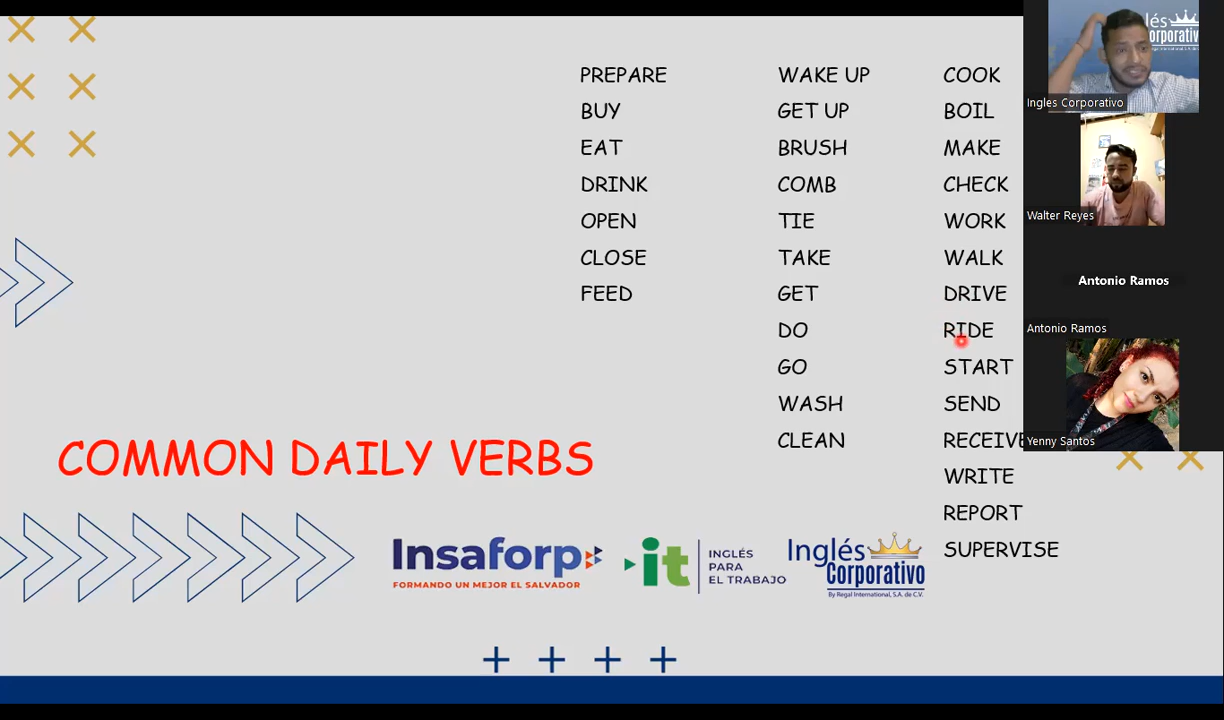 PREPARE
BUY
EAT
DRINK
OPEN
CLOSE
FEED
WAKE UP
GET UP
BRUSH
COMB
TIE
TAKE
GET
DO
GO
WASH
CLEAN
COOK
BOIL
MAKE
CHECK
WORK
WALK
DRIVE
RIDE
START
SEND
RECEIVE
WRITE
REPORT
SUPERVISE
COMMON DAILY VERBS
Insaforp
FORMANDO UN MEJOR EL SALVADOR
it
INGLÉS
PARA
EL TRABAJO
Inglés
Corporativo
By Regal International, S.A. de C.V.
lés
orporativ
Ingles Corporativo
Walter Reyes
Antonio Ramos
Antonio Ramos
Yenny Santos